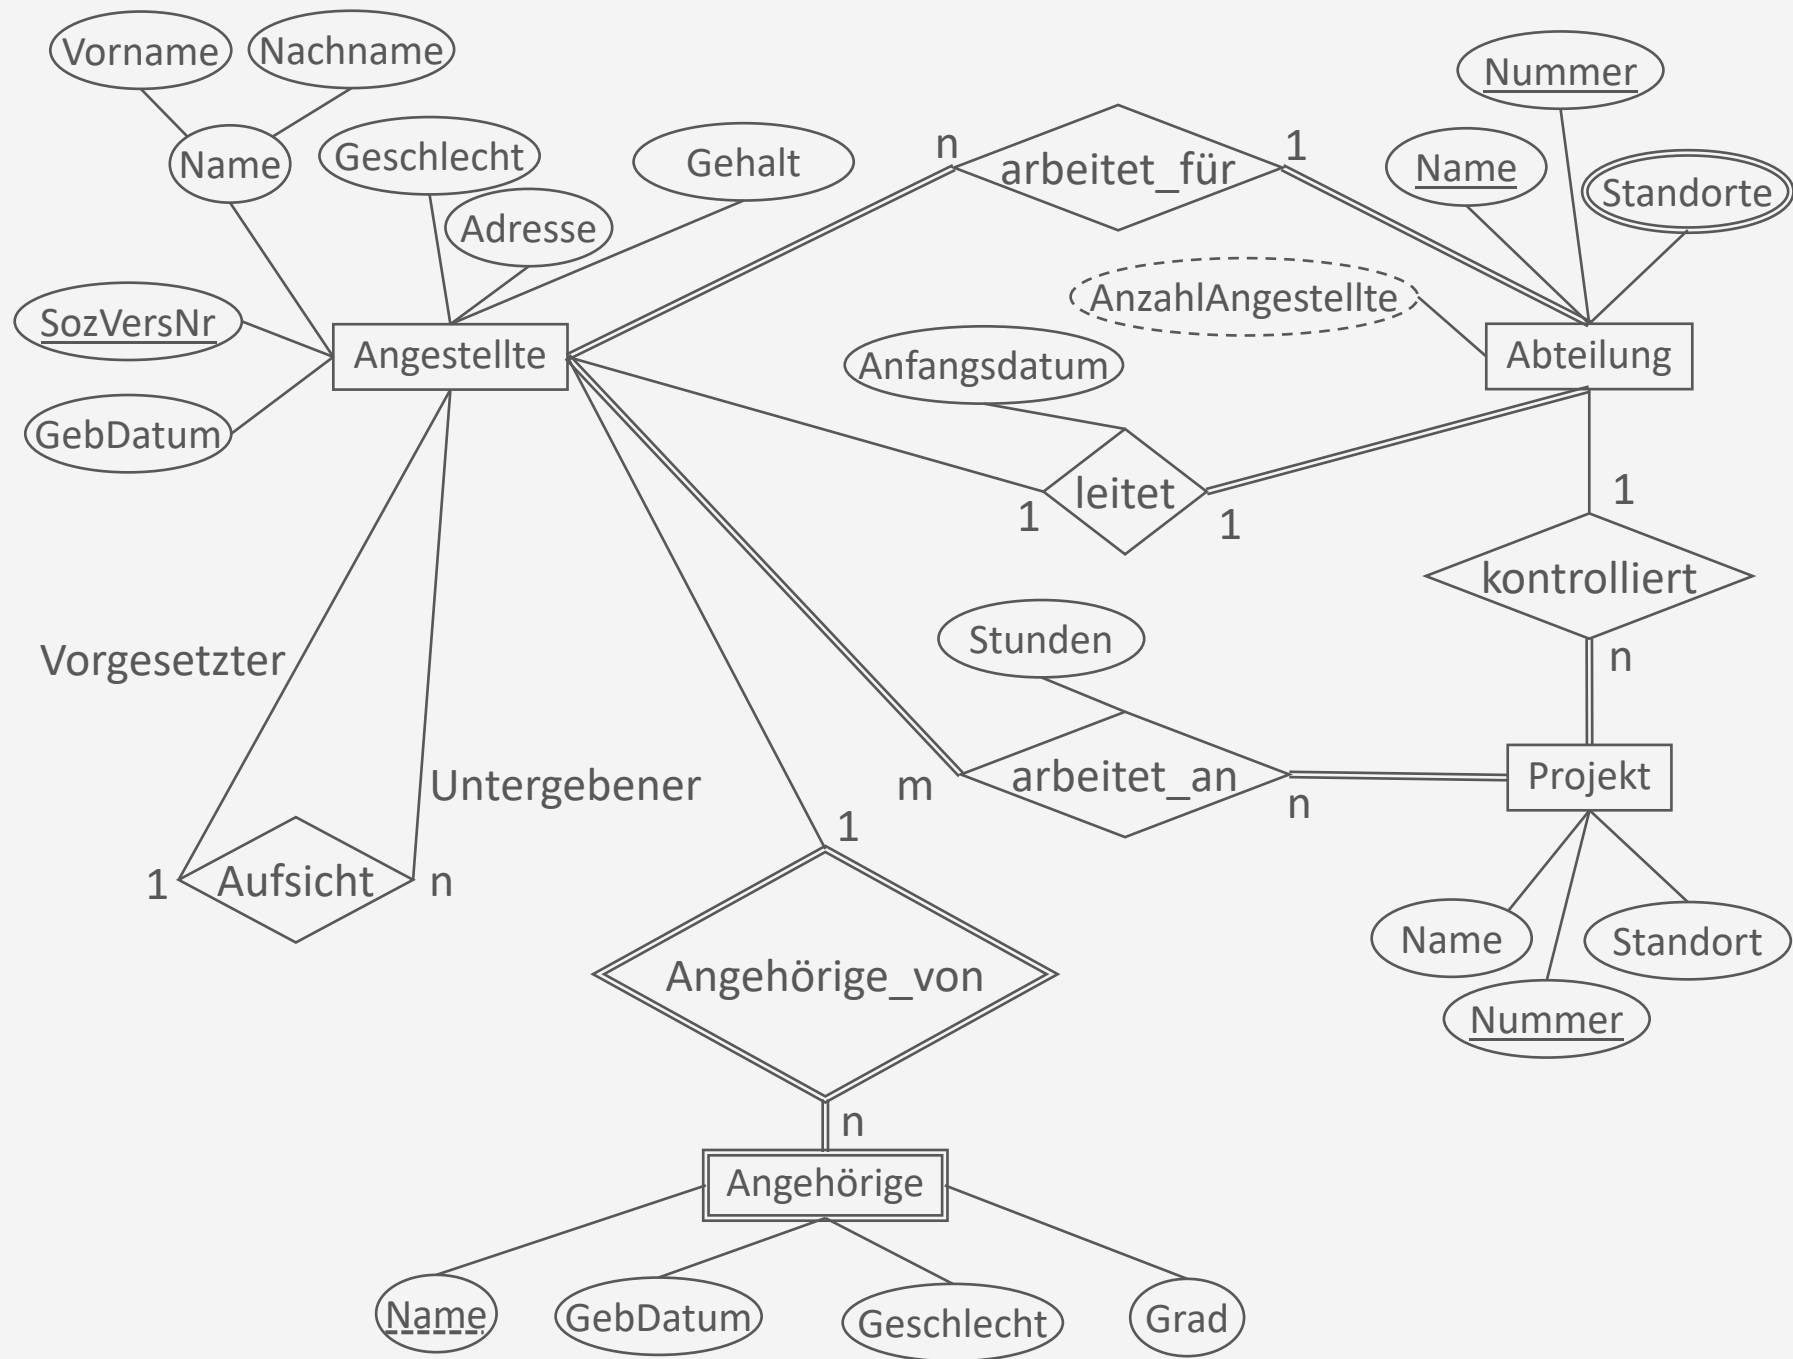 Vorname
Nachname
Name
Geschlecht
Gehalt
Adresse
SozVersNr
Angestellte
GebDatum
n
arbeitet_für
1
Nummer
Name
Standorte
AnzahlAngestellte
Abteilung
Anfangsdatum
leitet
1
1
1
kontrolliert
n
Vorgesetzter
Untergebener
1
Aufsicht
n
Stunden
m
arbeitet_an
n
Projekt
Name
Standort
Nummer
1
Angehörige_von
n
Angehörige
Name
GebDatum
Geschlecht
Grad